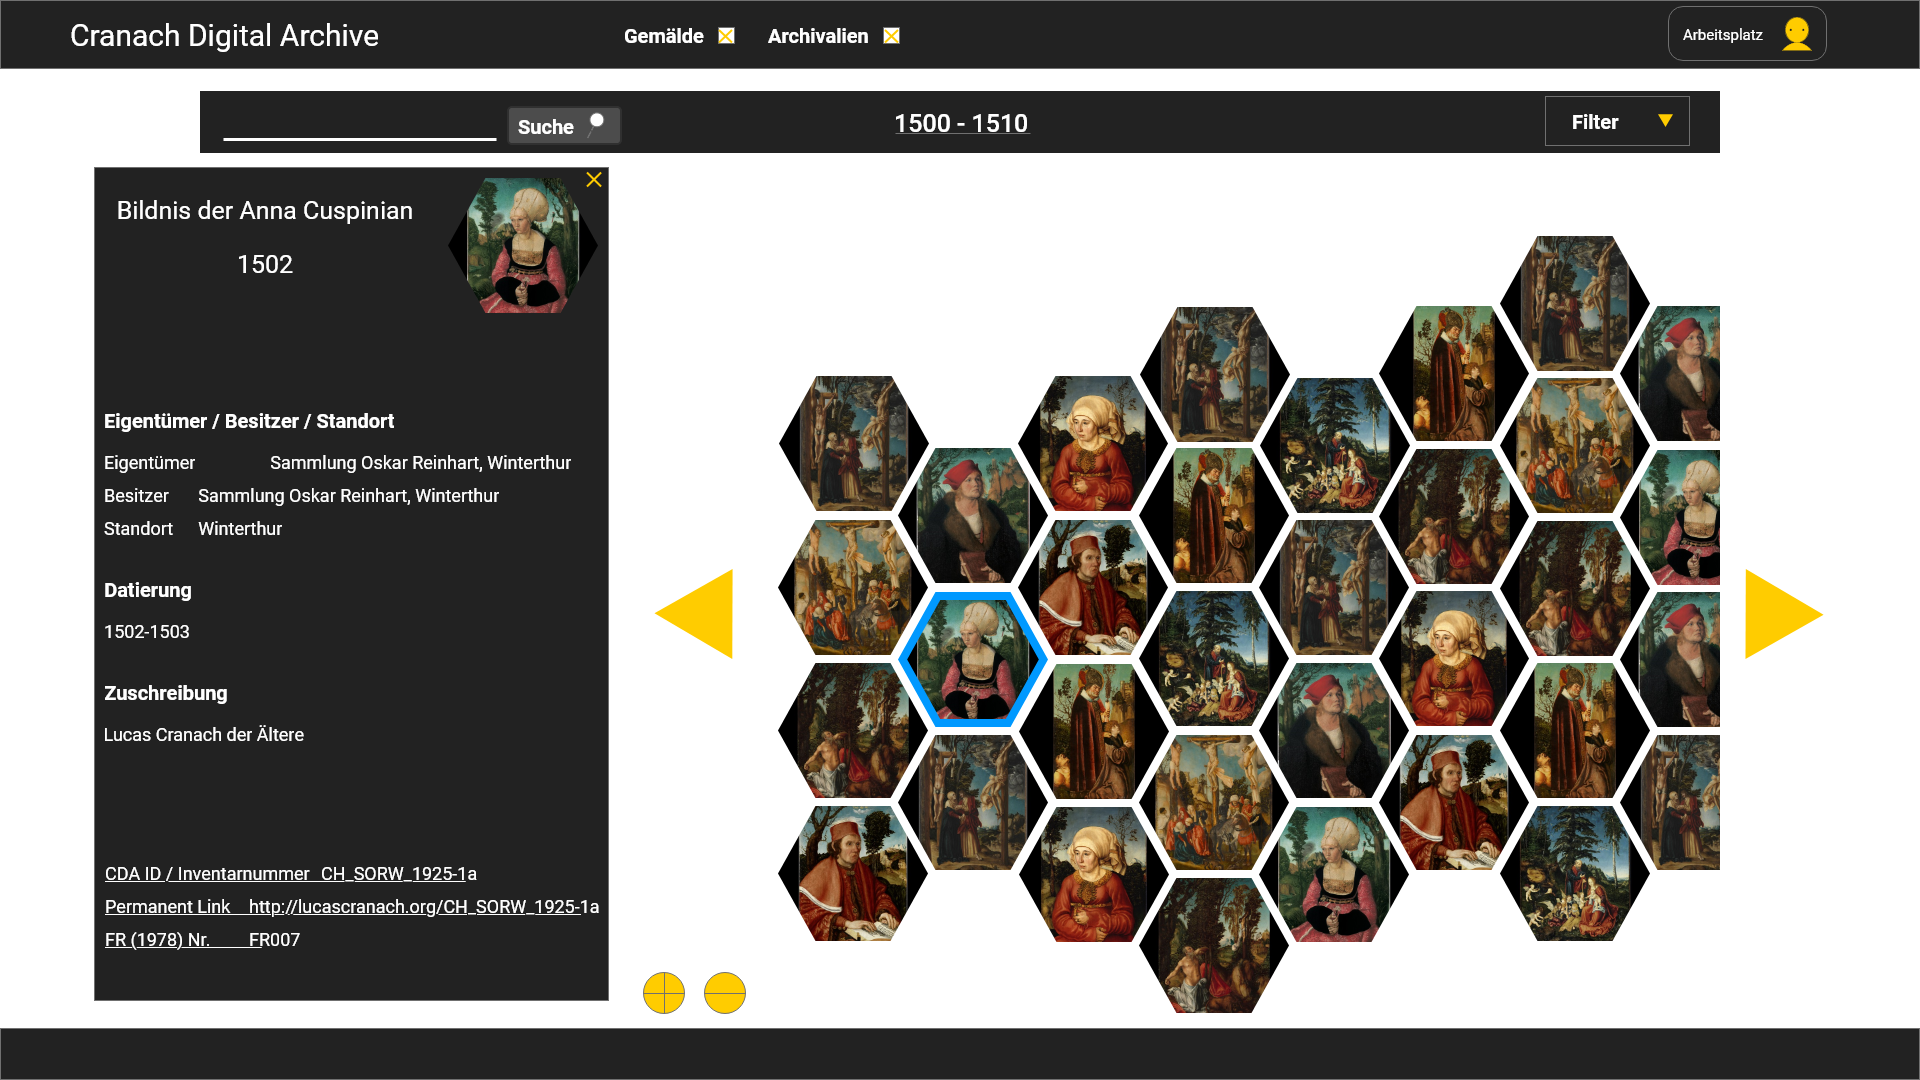 Cranach Digital Archive
Gemälde
Archivalien
Arbeitsplatz
Suche
1500 - 1510
Filter
Bildnis der Anna Cuspinian
1502
Eigentümer / Besitzer / Standort
Eigentümer Sammlung Oskar Reinhart, Winterthur
Besitzer Sammlung Oskar Reinhart, Winterthur
Standort Winterthur
Datierung
1502-1503
Zuschreibung
Lucas Cranach der Ältere
CDA ID / Inventarnummer CH_SORW_1925-1a
Permanent Link http://lucascranach.org/CH_SORW_1925-1a
FR (1978) Nr. FR007